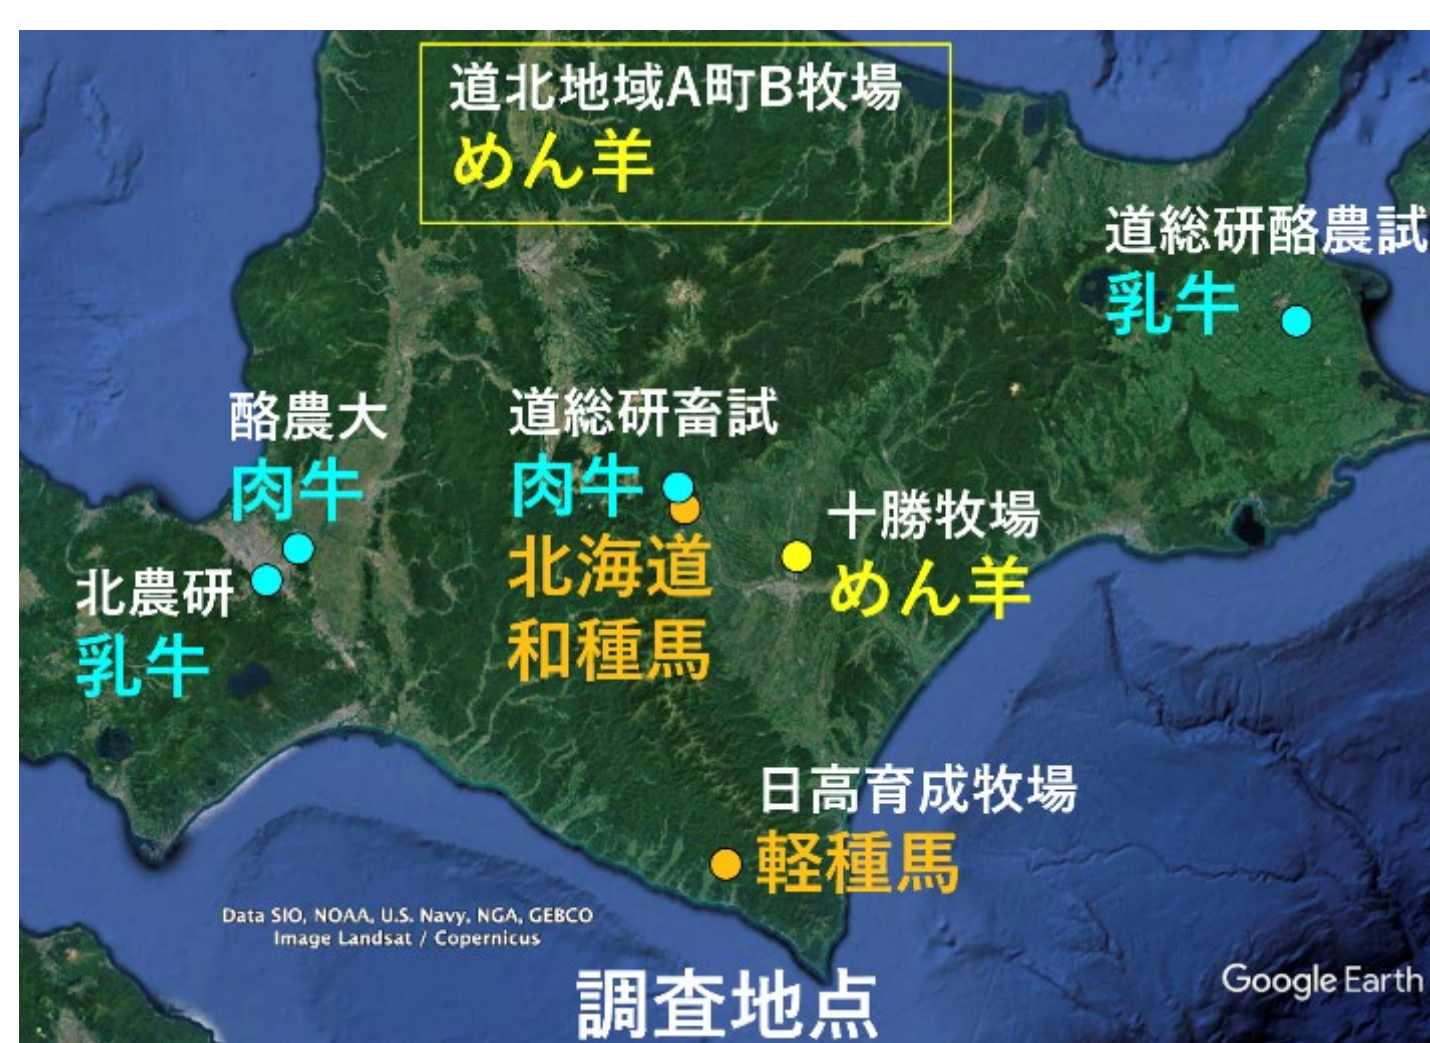 道北地域A町B牧場
めん羊
道総研酪農試
乳牛
酪農大
肉牛
道総研畜試
肉牛
北海道
和種馬
十勝牧場
めん羊
北農研
乳牛
日高育成牧場
軽種馬
Data SIO, NOAA, U.S. Navy, NGA, GEBCO
Image Landsat / Copernicus
調査地点
Google Earth